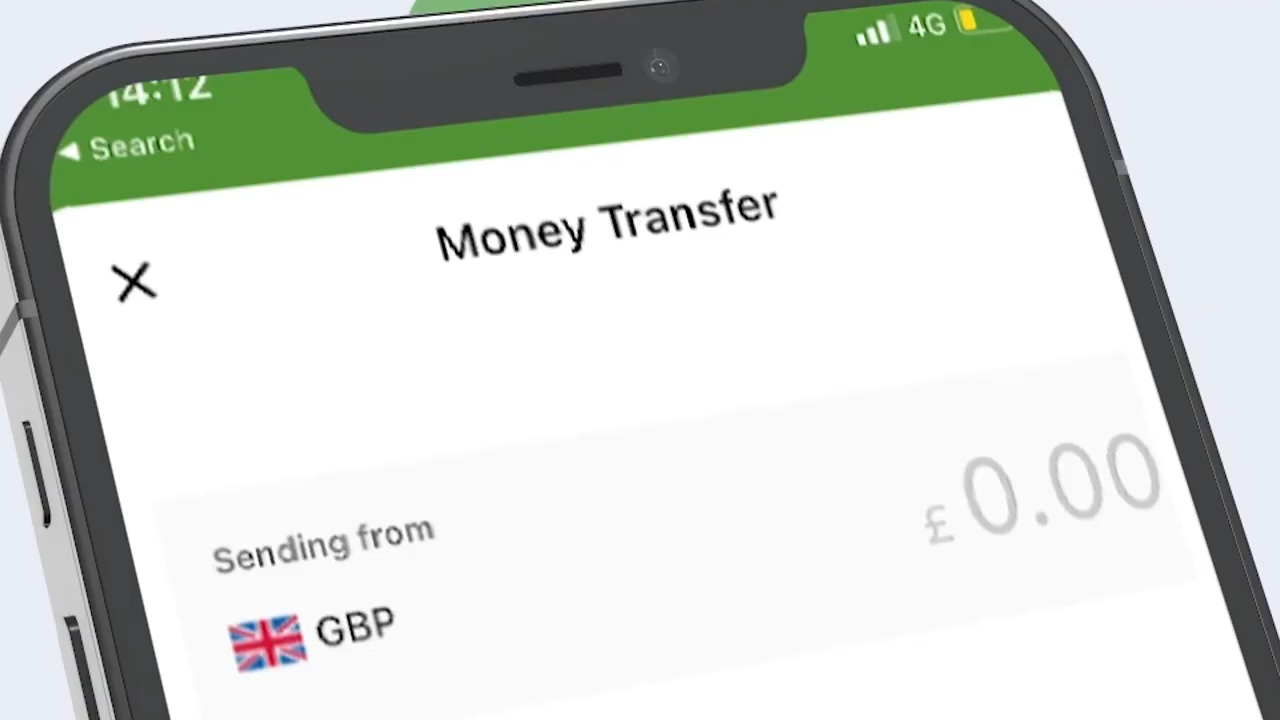 14:12
4G
◀ Search
Money Transfer
£ 0.00
Sending from
GBP